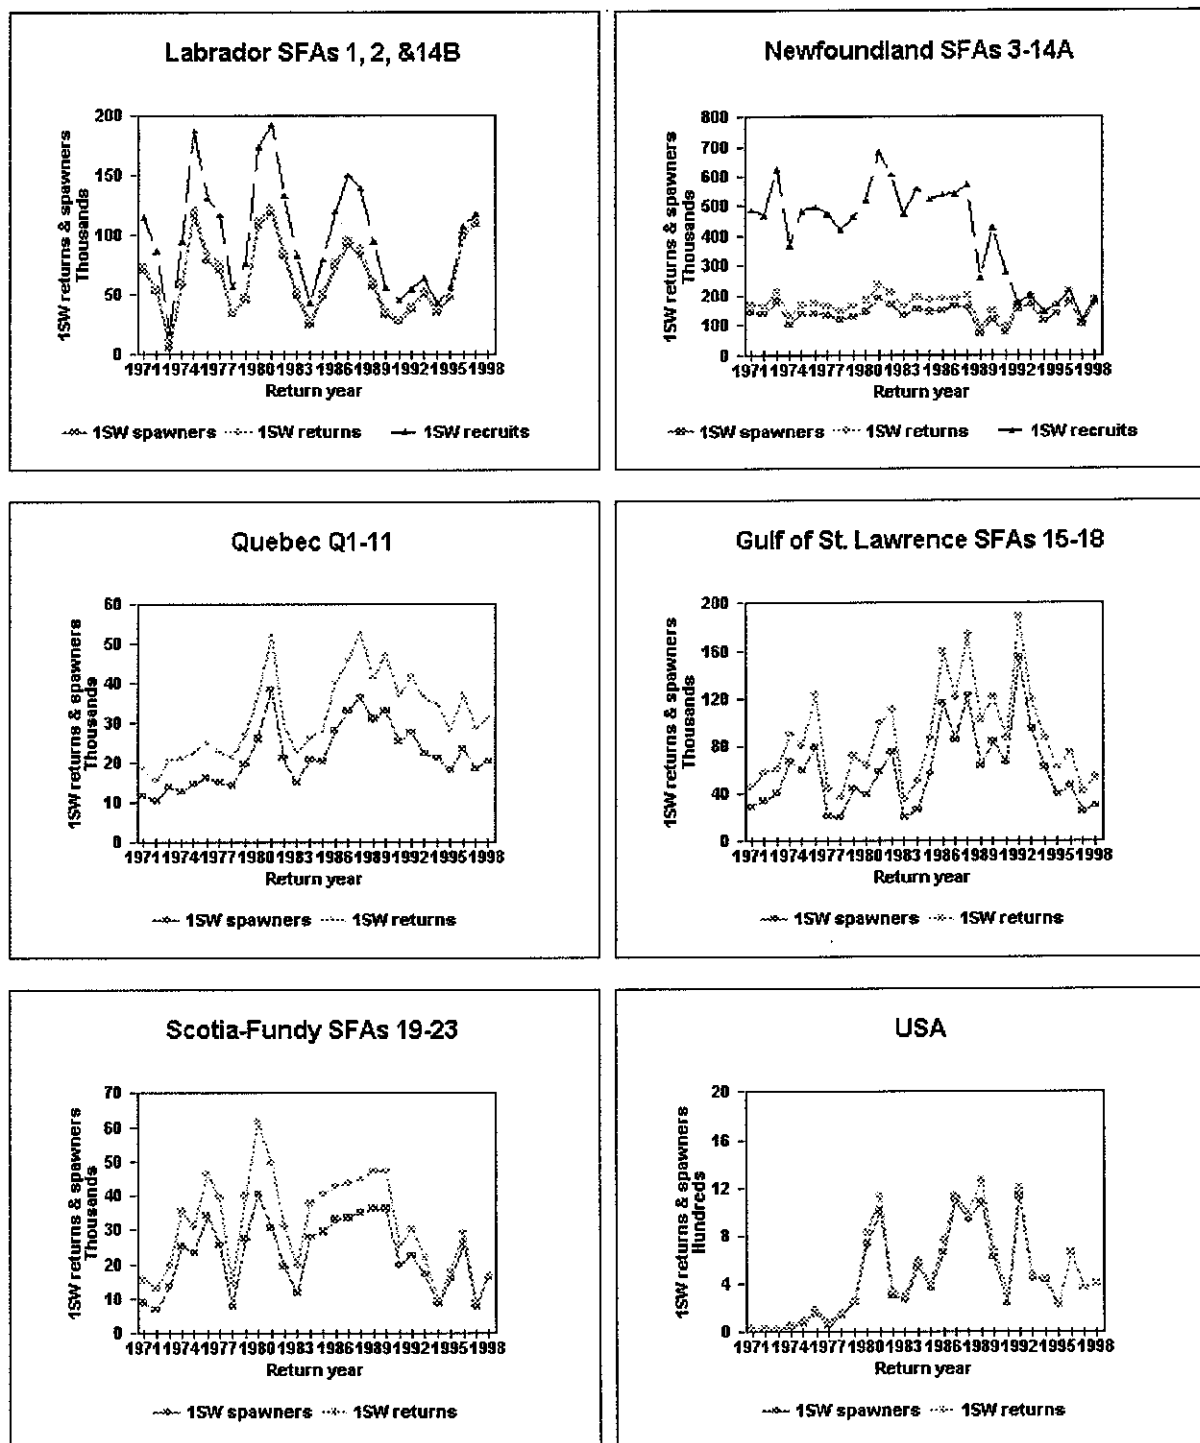 Labrador SFAs 1, 2, &14B
1SW returns & spawners
Thousands
200
150
100
50
0
1971 1974 1977 1980 1983 1986 1989 1992 1995 1998
Return year
1SW spawners 1SW returns 1SW recruits
Newfoundland SFAs 3-14A
1SW returns & spawners
Thousands
800
700
600
500
400
300
200
100
0
1971 1974 1977 1980 1983 1986 1989 1992 1995 1998
Return year
1SW spawners 1SW returns 1SW recruits
Quebec Q1-11
1SW returns & spawners
Thousands
60
50
40
30
20
10
0
1971 1974 1977 1980 1983 1986 1989 1992 1995 1998
Return year
1SW spawners 1SW returns
Gulf of St. Lawrence SFAs 15-18
1SW returns & spawners
Thousands
200
160
120
80
40
0
1971 1974 1977 1980 1983 1986 1989 1992 1995 1998
Return year
1SW spawners 1SW returns
Scotia-Fundy SFAs 19-23
1SW returns & spawners
Thousands
70
60
50
40
30
20
10
0
1971 1974 1977 1980 1983 1986 1989 1992 1995 1998
Return year
1SW spawners 1SW returns
USA
1SW returns & spawners
Hundreds
20
16
12
8
4
0
1971 1974 1977 1980 1983 1986 1989 1992 1995 1998
Return year
1SW spawners 1SW returns